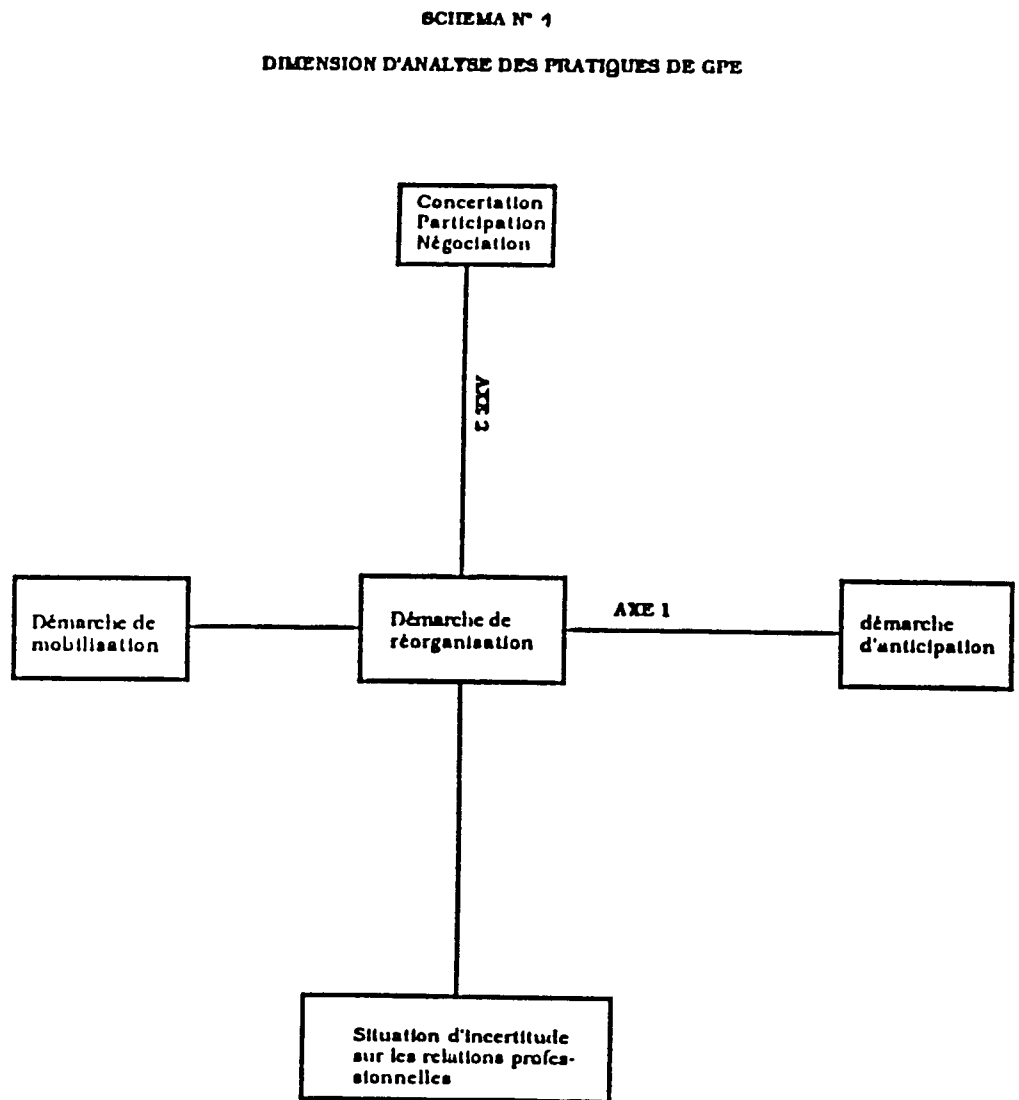 SCHEMA N° 1
DIMENSION D'ANALYSE DES PRATIQUES DE GPE
Concertation
Participation
Négociation
AXE 2
Démarche de
mobilisation
Démarche de
réorganisation
AXE 1
démarche
d'anticipation
Situation d'incertitude
sur les relations profes-
sionnelles